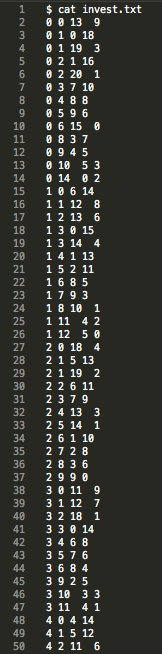 1 $ cat invest.txt
2 0 0 13  9
3 0 1 0 18
4 0 1 19  3
5 0 2 1 16
6 0 2 20  1
7 0 3 7 10
8 0 4 8 8
9 0 5 9 6
10 0 6 15  0
11 0 8 3 7
12 0 9 4 5
13 0 10  5 3
14 0 14  0 2
15 1 0 6 14
16 1 1 12  8
17 1 2 13  6
18 1 3 0 15
19 1 3 14  4
20 1 4 1 13
21 1 5 2 11
22 1 6 8 5
23 1 7 9 3
24 1 8 10  1
25 1 11  4 2
26 1 12  5 0
27 2 0 18  4
28 2 1 5 13
29 2 1 19  2
30 2 2 6 11
31 2 3 7 9
32 2 4 13  3
33 2 5 14  1
34 2 6 1 10
35 2 7 2 8
36 2 8 3 6
37 2 9 9 0
38 3 0 11  9
39 3 1 12  7
40 3 2 18  1
41 3 3 0 14
42 3 4 6 8
43 3 5 7 6
44 3 6 8 4
45 3 9 2 5
46 3 10  3 3
47 3 11  4 1
48 4 0 4 14
49 4 1 5 12
50 4 2 11  6